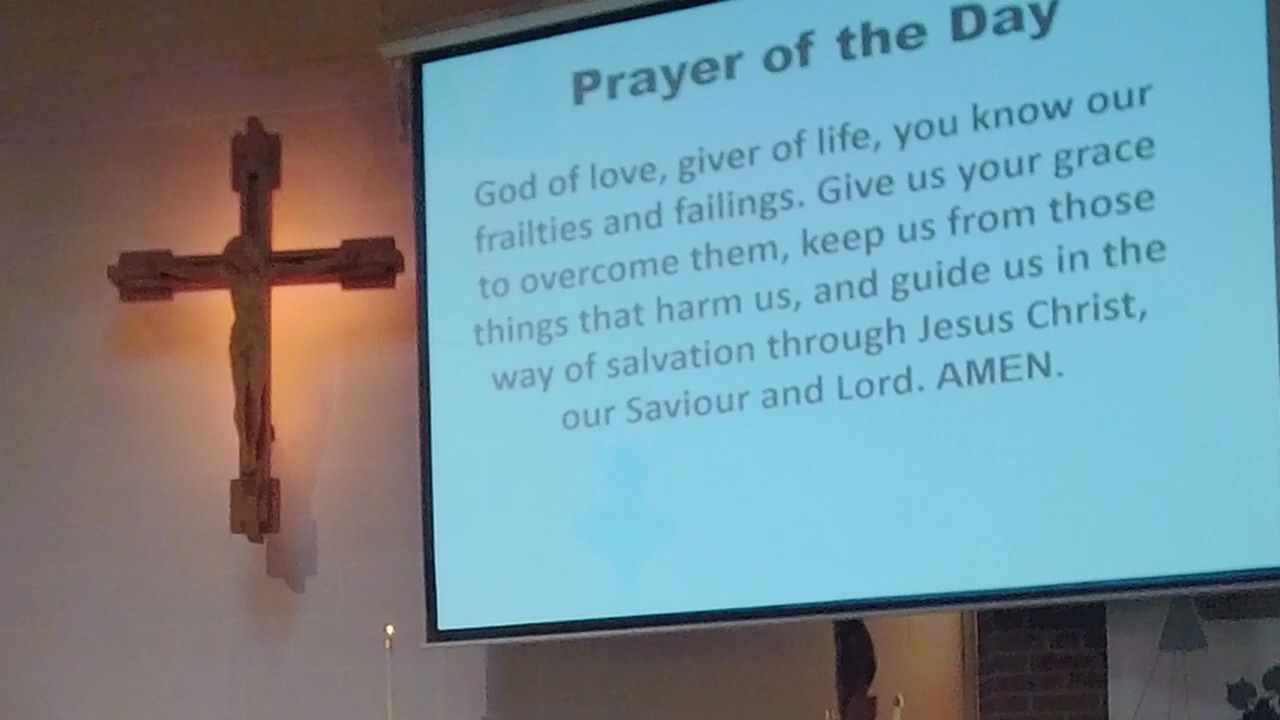 Prayer of the Day
God of love, giver of life, you know our
frailties and failings. Give us your grace
to overcome them, keep us from those
things that harm us, and guide us in the
way of salvation through Jesus Christ,
our Saviour and Lord. AMEN.